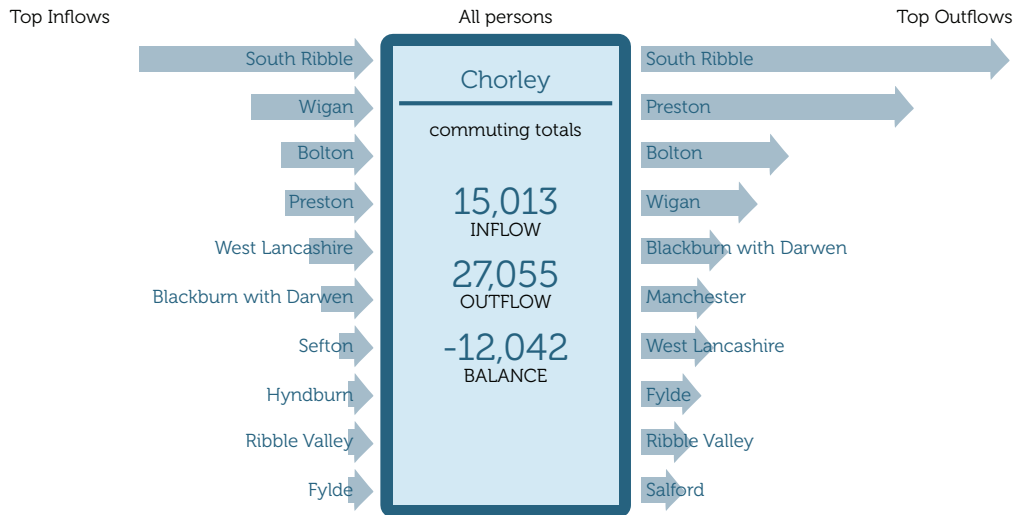 Top Inflows
All persons
Top Outflows
South Ribble
Wigan
Bolton
Preston
West Lancashire
Blackburn with Darwen
Sefton
Hyndburn
Ribble Valley
Fylde
Chorley
commuting totals
15,013
INFLOW
27,055
OUTFLOW
-12,042
BALANCE
South Ribble
Preston
Bolton
Wigan
Blackburn with Darwen
Manchester
West Lancashire
Fylde
Ribble Valley
Salford